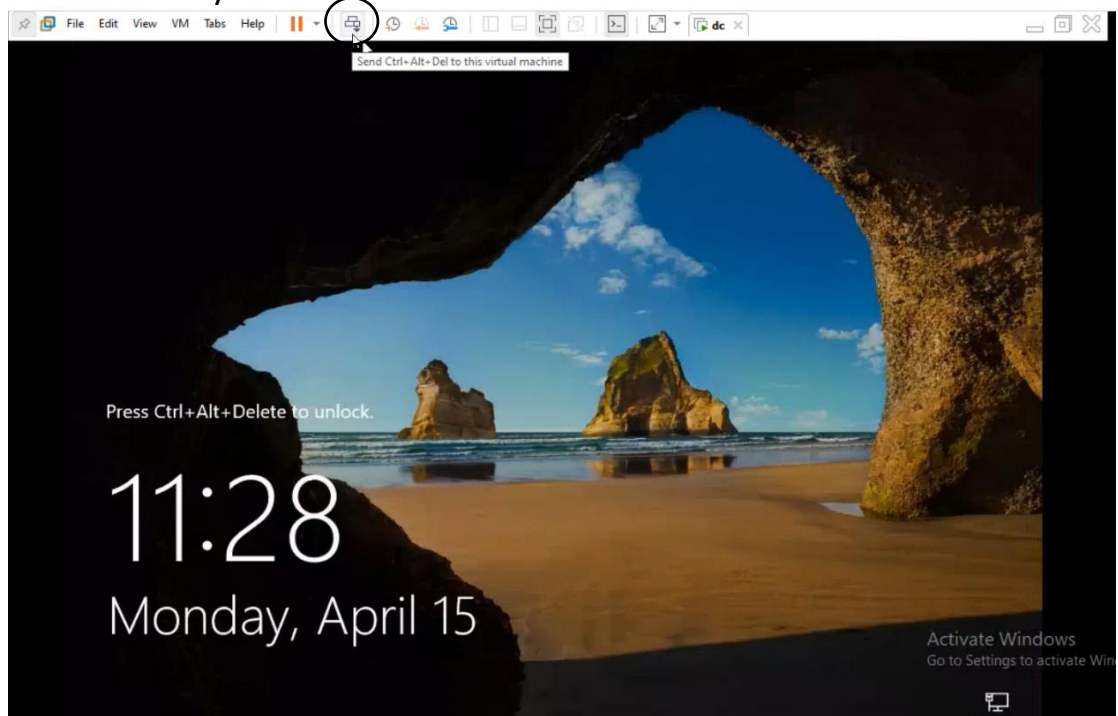 File Edit View VM Tabs Help dc
Send Ctrl+Alt+Del to this virtual machine
Press Ctrl+Alt+Delete to unlock.
11:28
Monday, April 15
Activate Windows
Go to Settings to activate